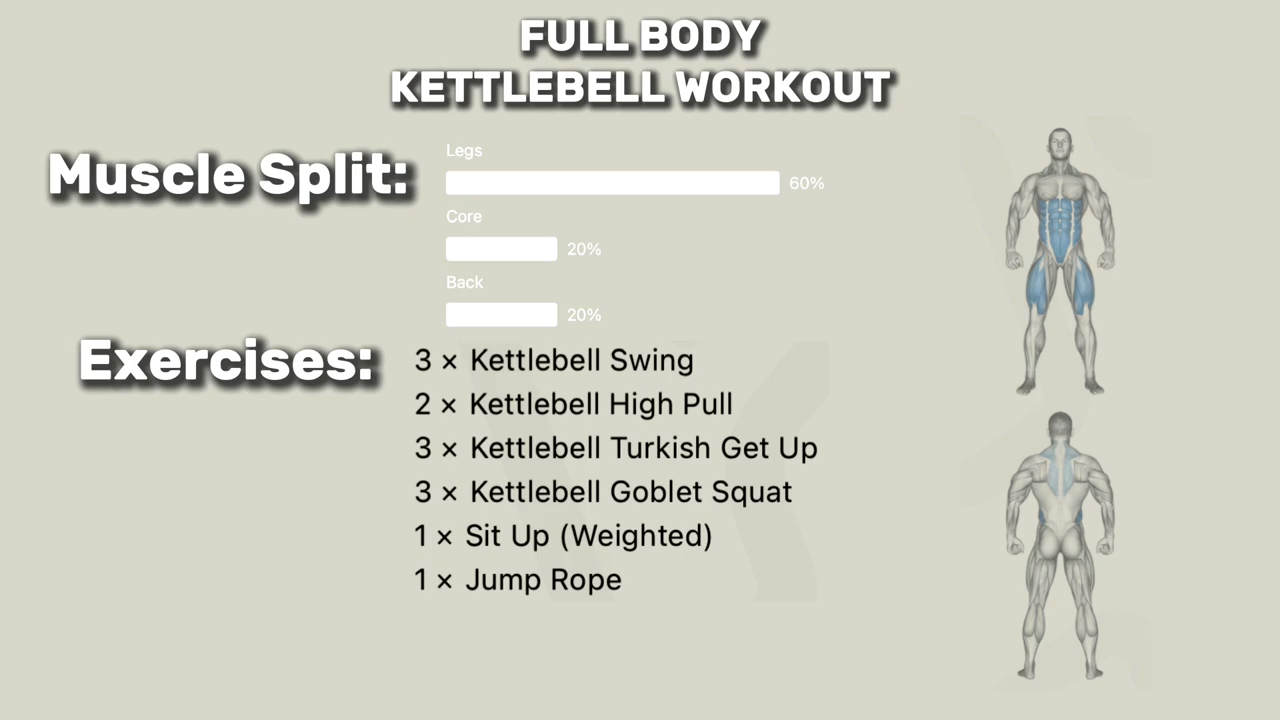 FULL BODY
KETTLEBELL WORKOUT
Muscle Split:
Legs
60%
Core
20%
Back
20%
Exercises:
3 × Kettlebell Swing
2 × Kettlebell High Pull
3 × Kettlebell Turkish Get Up
3 × Kettlebell Goblet Squat
1 × Sit Up (Weighted)
1 × Jump Rope